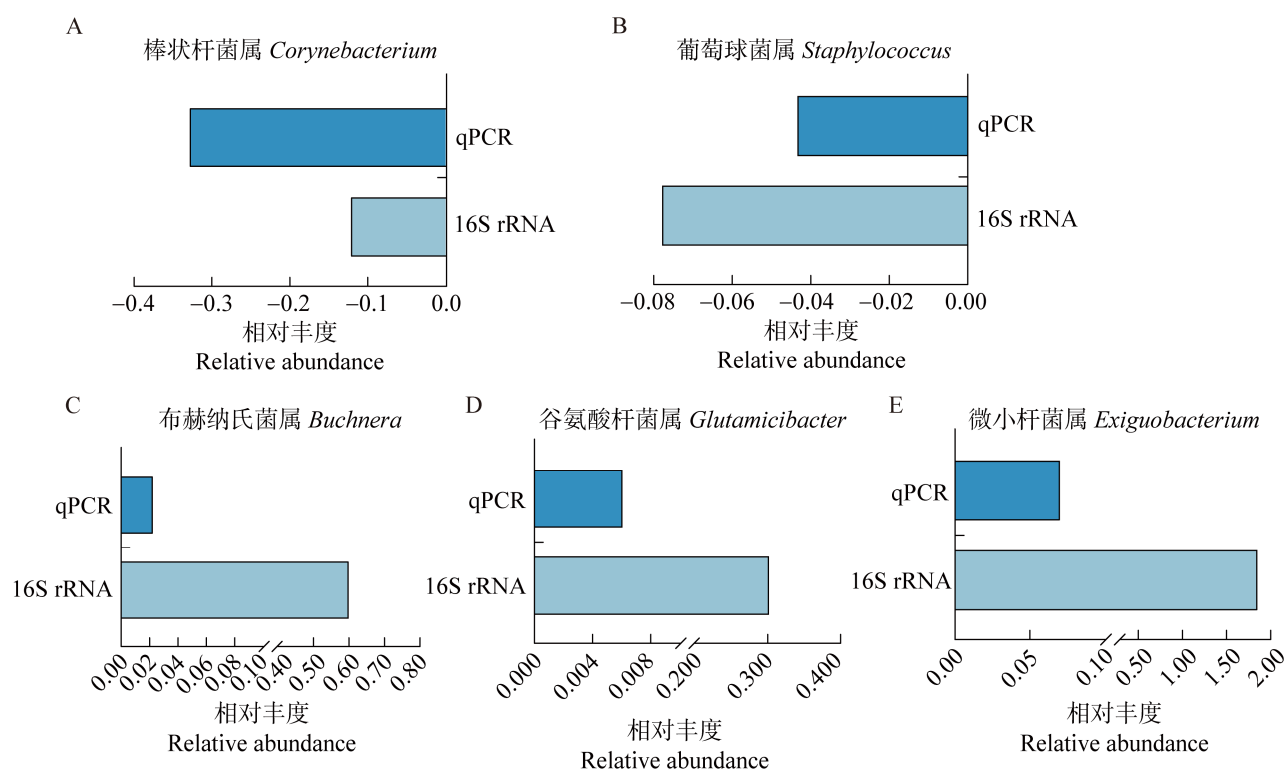 A
棒状杆菌属 Corynebacterium
qPCR
16S rRNA
−0.4 −0.3 −0.2 −0.1 0.0
相对丰度
Relative abundance
B
葡萄球菌属 Staphylococcus
qPCR
16S rRNA
−0.08 −0.06 −0.04 −0.02 0.00
相对丰度
Relative abundance
C
布赫纳氏菌属 Buchnera
qPCR
16S rRNA
0.00 0.02 0.04 0.06 0.08 0.10 0.40 0.50 0.60 0.70 0.80
相对丰度
Relative abundance
D
谷氨酸杆菌属 Glutamicibacter
qPCR
16S rRNA
0.000 0.004 0.008 0.200 0.300 0.400
相对丰度
Relative abundance
E
微小杆菌属 Exiguobacterium
qPCR
16S rRNA
0.00 0.05 0.10 0.50 1.00 1.50 2.00
相对丰度
Relative abundance